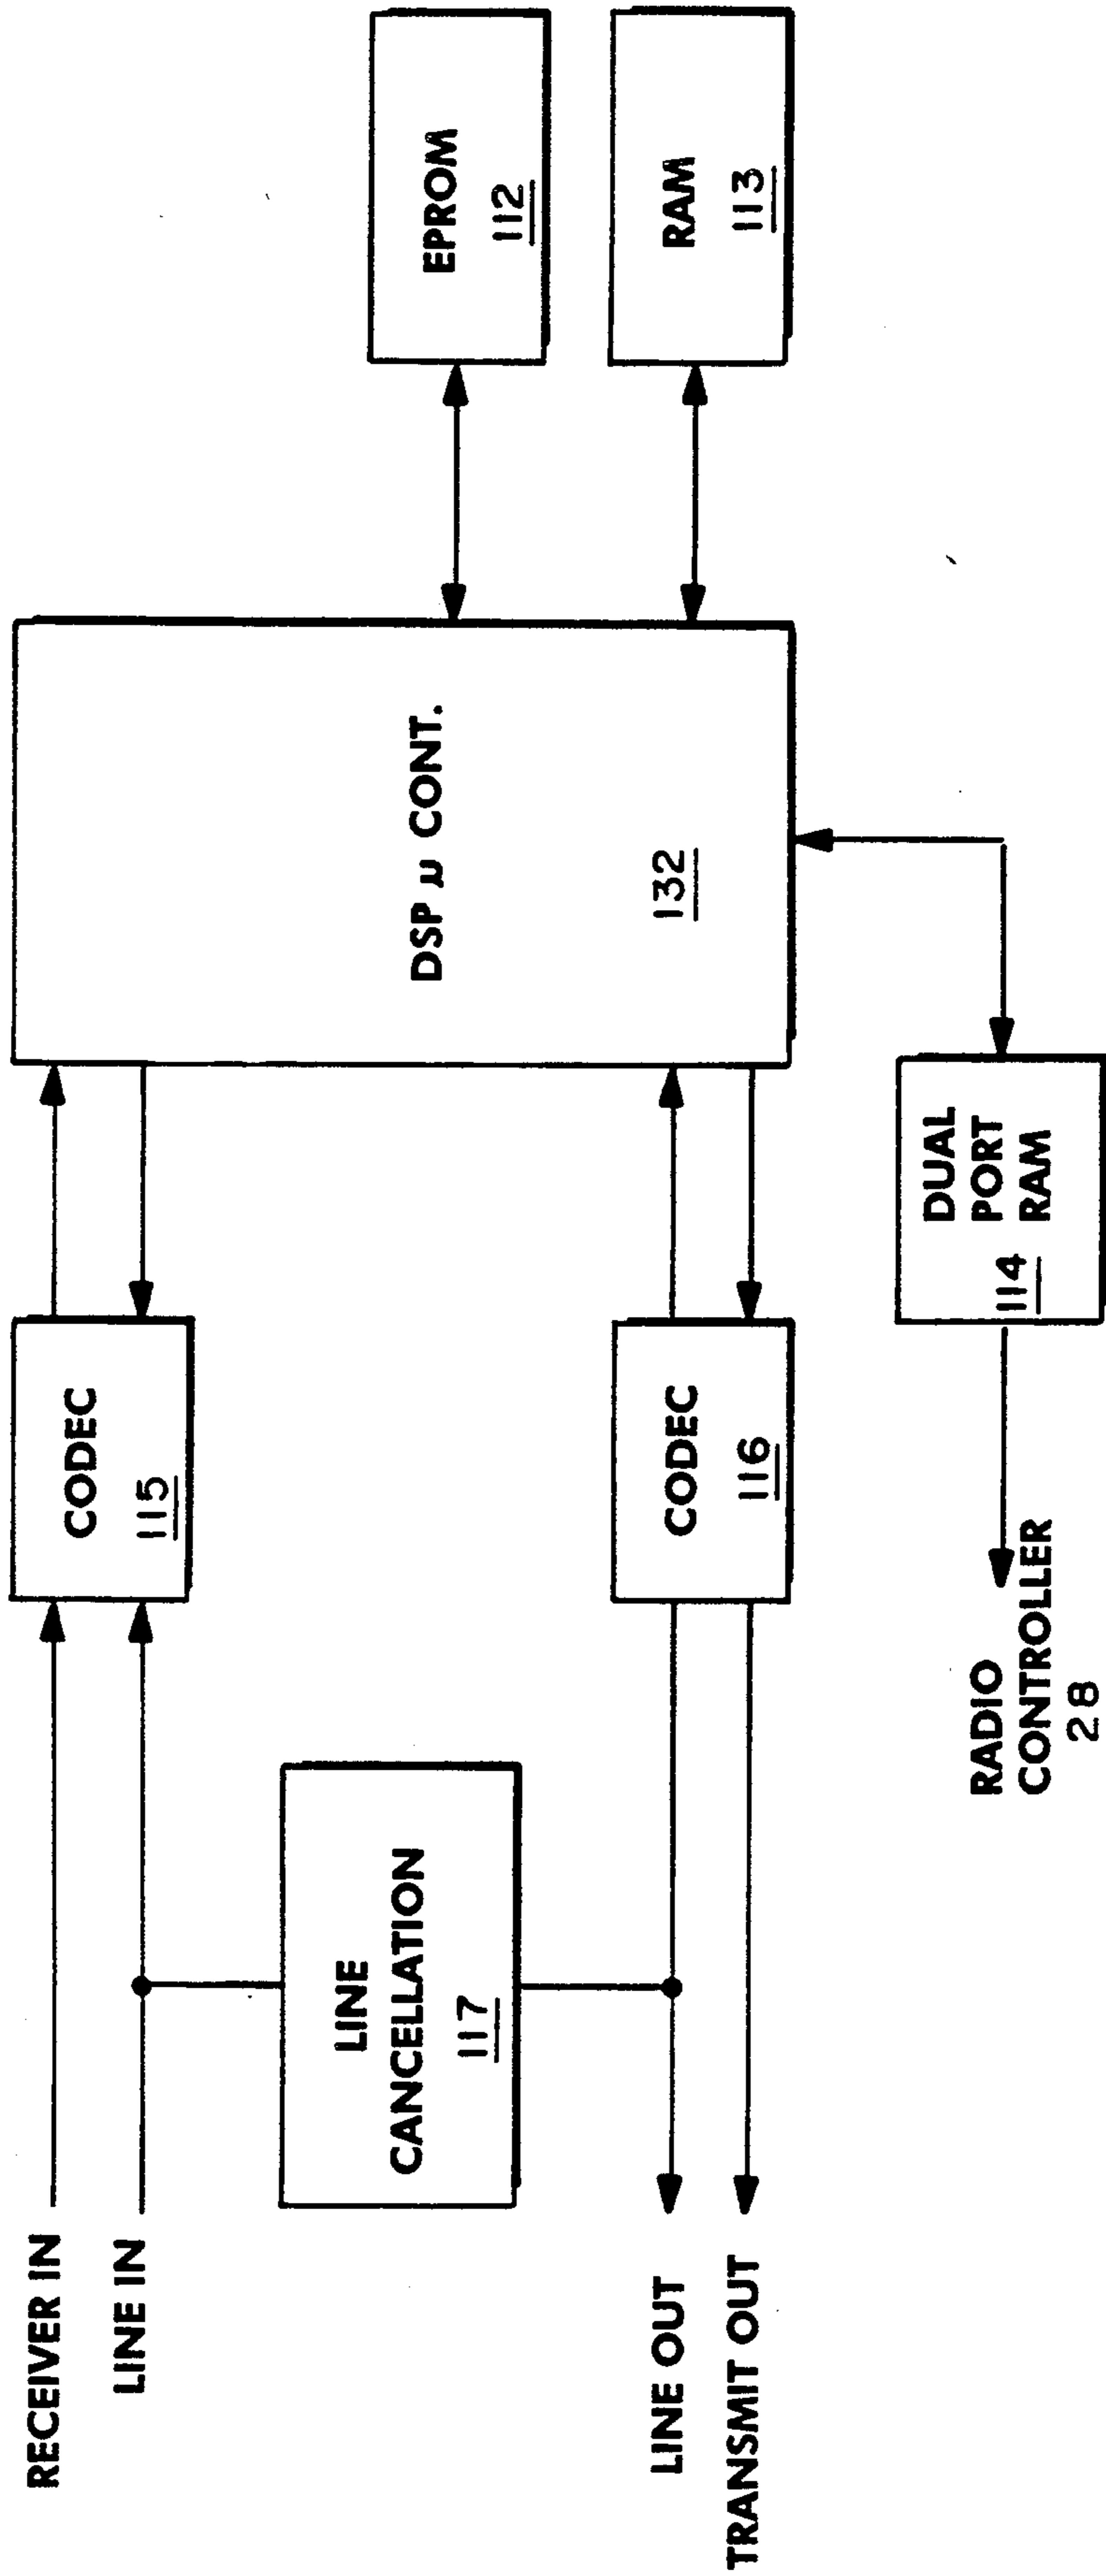 RECEIVER IN
LINE IN
LINE OUT
TRANSMIT OUT
LINE
CANCELLATION
117
CODEC
115
CODEC
116
DSP μ CONT.
132
EPROM
112
RAM
113
DUAL
PORT
RAM
114
RADIO
CONTROLLER
28